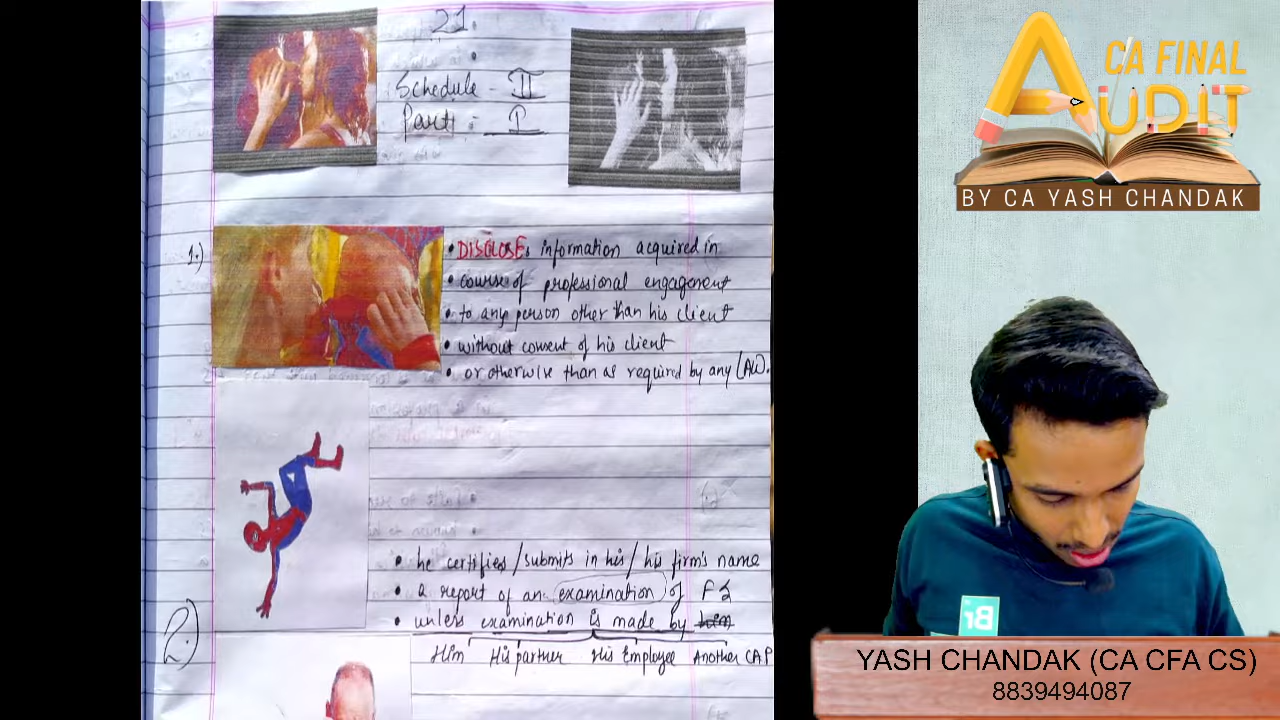 21
Schedule - II
Part - I
1.)
• DISCLOSEs information acquired in
• course of professional engagement
• to any person other than his client
• without consent of his client
• or otherwise than as required by any LAW.
2.)
• he certifies/submits in his/his firm's name
• a report of an examination of FS
• unless examination is made by him
Him His partner His Employee Another CAP
CA FINAL
AUDIT
BY CA YASH CHANDAK
Br
YASH CHANDAK (CA CFA CS)
8839494087